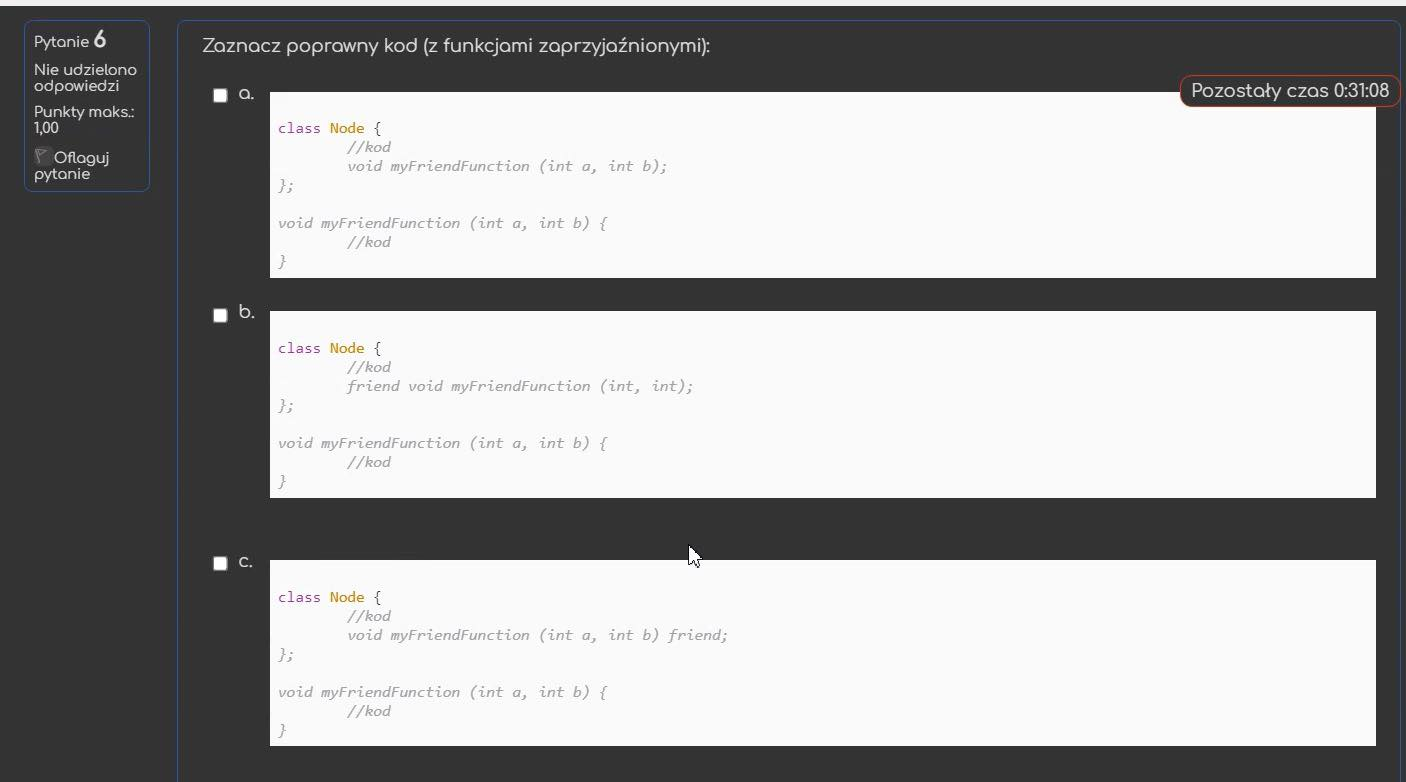 Pytanie 6
Nie udzielono
odpowiedzi
Punkty maks.:
1,00
Oflaguj
pytanie
Zaznacz poprawny kod (z funkcjami zaprzyjaźnionymi):
Pozostały czas 0:31:08
a.
class Node {
//kod
void myFriendFunction (int a, int b);
};
void myFriendFunction (int a, int b) {
//kod
}
b.
class Node {
//kod
friend void myFriendFunction (int, int);
};
void myFriendFunction (int a, int b) {
//kod
}
c.
class Node {
//kod
void myFriendFunction (int a, int b) friend;
};
void myFriendFunction (int a, int b) {
//kod
}